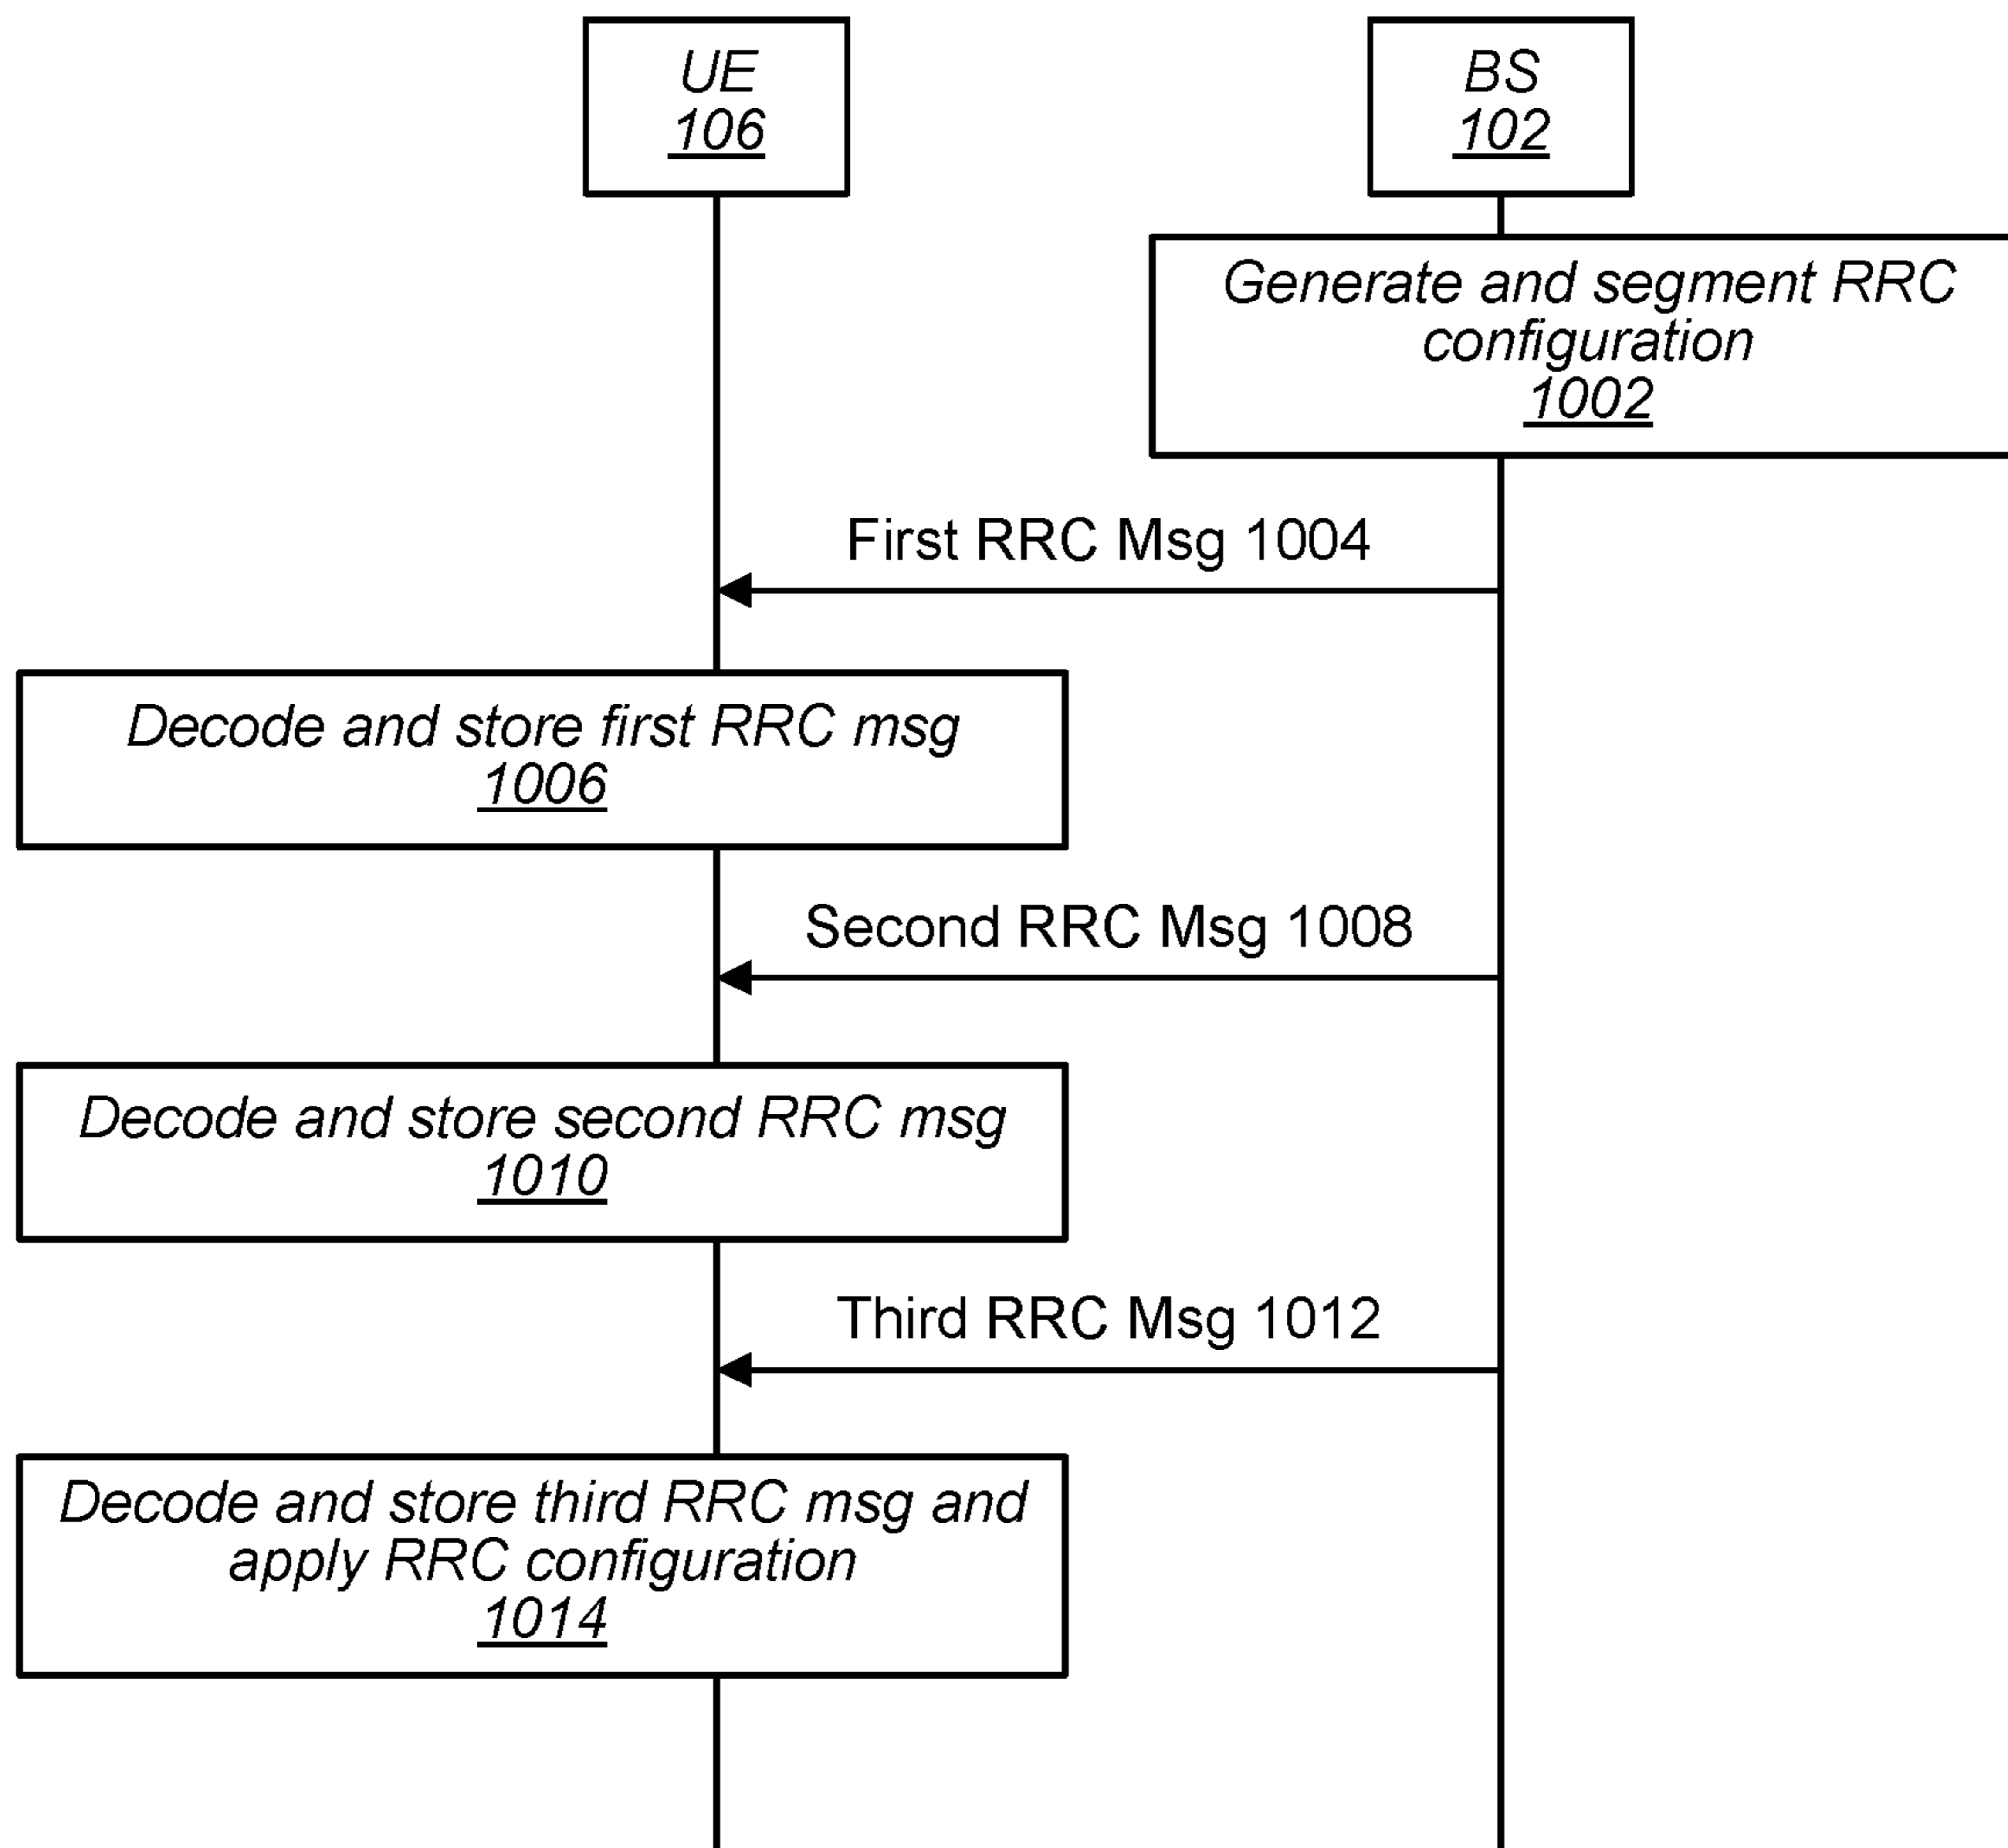 UE
106
BS
102
Generate and segment RRC
configuration
1002
First RRC Msg 1004
Decode and store first RRC msg
1006
Second RRC Msg 1008
Decode and store second RRC msg
1010
Third RRC Msg 1012
Decode and store third RRC msg and
apply RRC configuration
1014